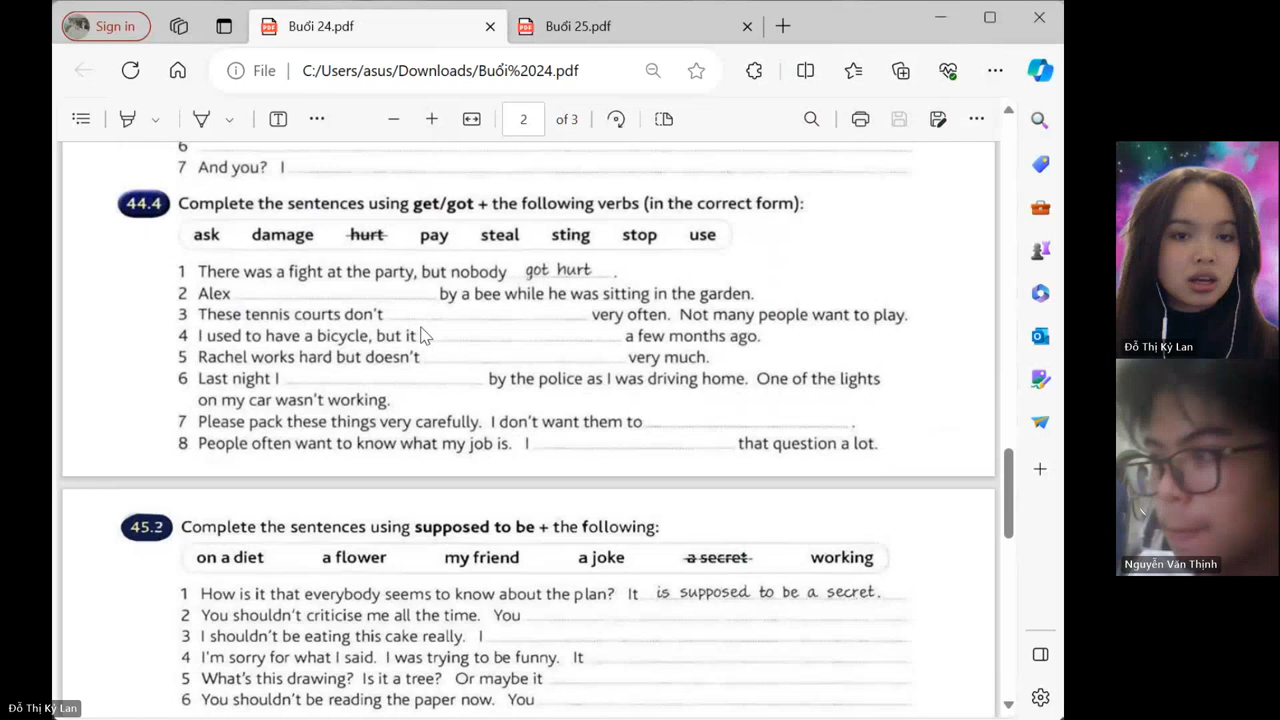 Sign in
Buổi 24.pdf
Buổi 25.pdf
File
C:/Users/asus/Downloads/Buổi%2024.pdf
2 of 3
6
7 And you? I
44.4 Complete the sentences using get/got + the following verbs (in the correct form):
ask damage hurt pay steal sting stop use
1 There was a fight at the party, but nobody got hurt .
2 Alex by a bee while he was sitting in the garden.
3 These tennis courts don't very often. Not many people want to play.
4 I used to have a bicycle, but it a few months ago.
5 Rachel works hard but doesn't very much.
6 Last night I by the police as I was driving home. One of the lights
on my car wasn't working.
7 Please pack these things very carefully. I don't want them to .
8 People often want to know what my job is. I that question a lot.
45.2 Complete the sentences using supposed to be + the following:
on a diet a flower my friend a joke a secret working
1 How is it that everybody seems to know about the plan? It is supposed to be a secret.
2 You shouldn't criticise me all the time. You
3 I shouldn't be eating this cake really. I
4 I'm sorry for what I said. I was trying to be funny. It
5 What's this drawing? Is it a tree? Or maybe it
6 You shouldn't be reading the paper now. You
Đỗ Thị Kỷ Lan
Nguyễn Văn Thịnh
Đỗ Thị Kỷ Lan